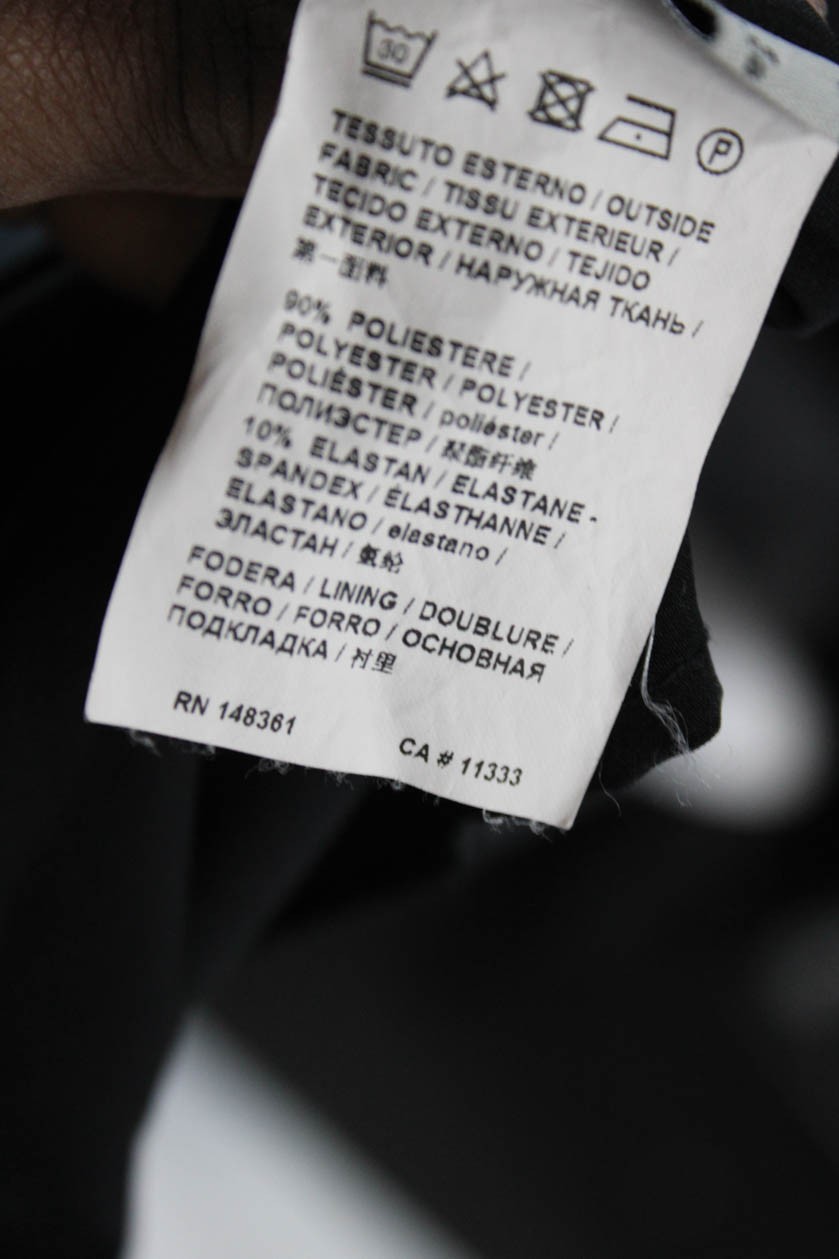 30
P
TESSUTO ESTERNO / OUTSIDE
FABRIC / TISSU EXTERIEUR /
TECIDO EXTERNO / TEJIDO
EXTERIOR / НАРУЖНАЯ ТКАНЬ /
第一面料
90% POLIESTERE /
POLYESTER / POLYESTER /
POLIÉSTER / poliéster /
ПОЛИЭСТЕР / 聚酯纤维
10% ELASTAN / ELASTANE -
SPANDEX / ÉLASTHANNE /
ELASTANO / elastano /
ЭЛАСТАН / 氨纶
FODERA / LINING / DOUBLURE /
FORRO / FORRO / ОСНОВНАЯ
ПОДКЛАДКА / 衬里
RN 148361
CA # 11333